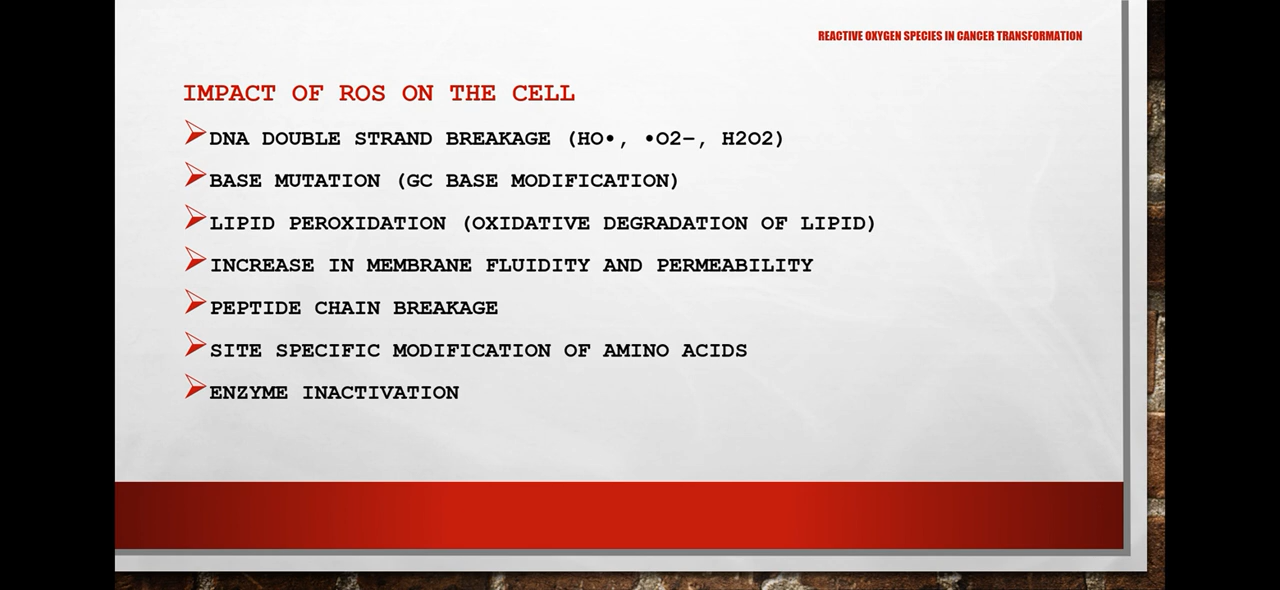 REACTIVE OXYGEN SPECIES IN CANCER TRANSFORMATION
IMPACT OF ROS ON THE CELL
DNA DOUBLE STRAND BREAKAGE (HO•, •O2−, H2O2)
BASE MUTATION (GC BASE MODIFICATION)
LIPID PEROXIDATION (OXIDATIVE DEGRADATION OF LIPID)
INCREASE IN MEMBRANE FLUIDITY AND PERMEABILITY
PEPTIDE CHAIN BREAKAGE
SITE SPECIFIC MODIFICATION OF AMINO ACIDS
ENZYME INACTIVATION